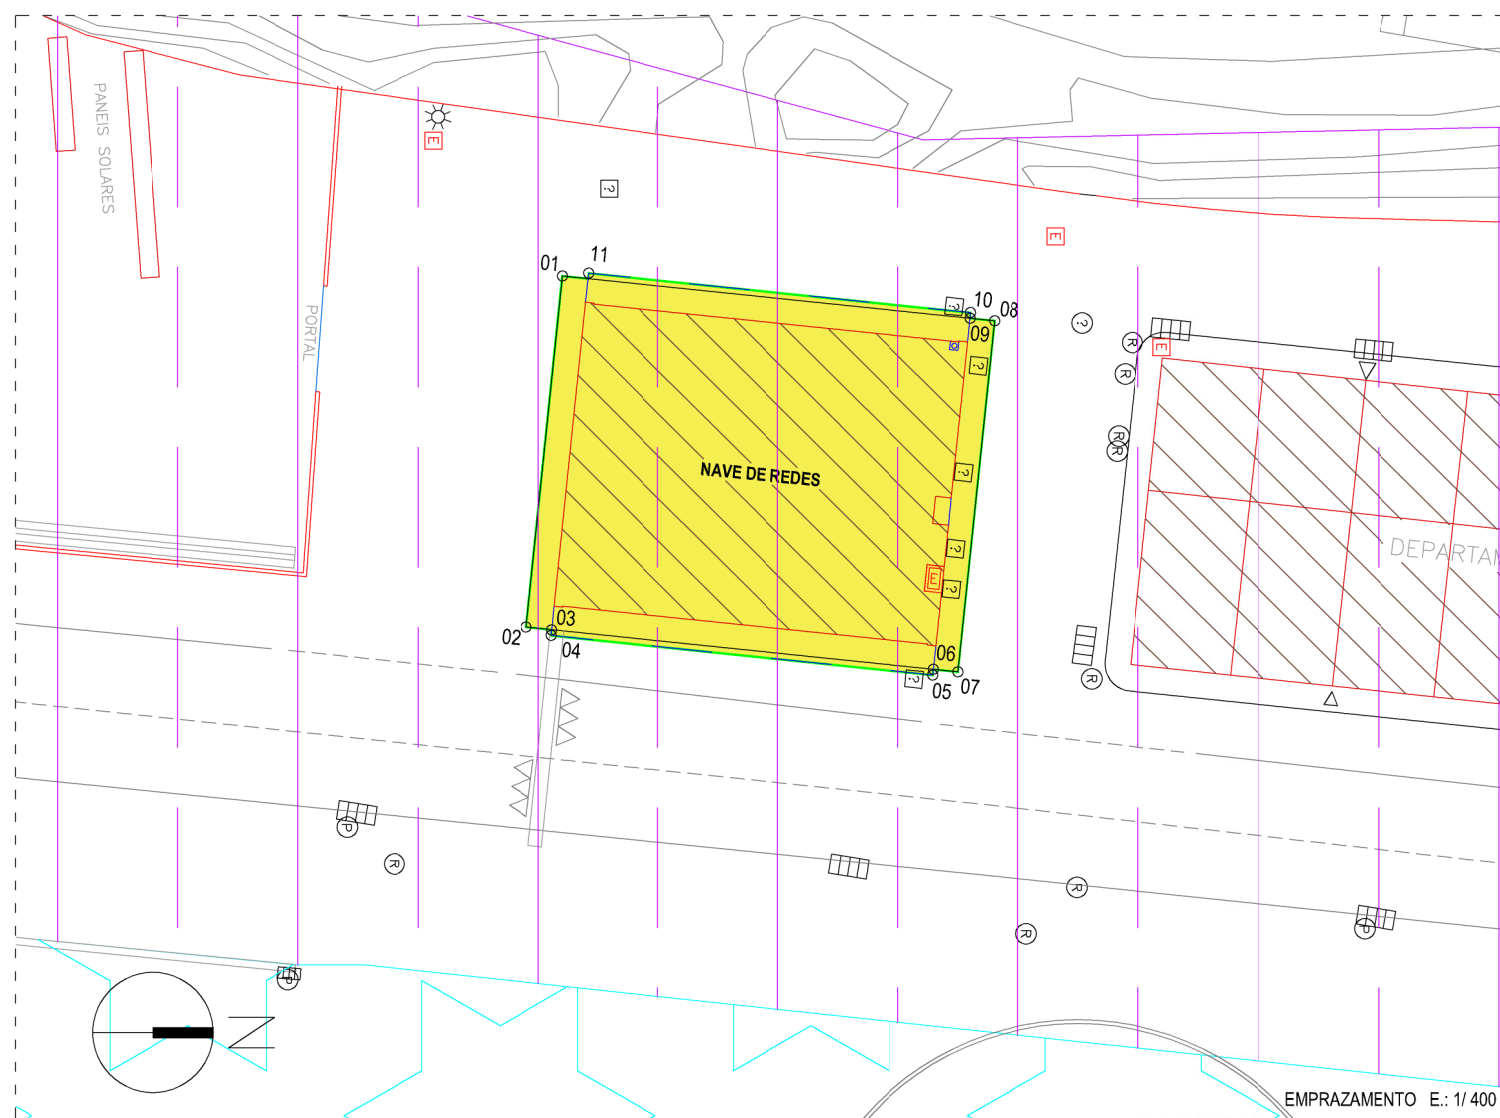 PANEIS SOLARES
E
?
11
01
E
10
08
09
?
?
R
E
R
PORTAL
?
R
R
NAVE DE REDES
?
DEPARTAM
?
E
?
03
02
04
06
?
05
07
R
P
R
R
P
R
P
N
EMPRAZAMENTO E.: 1/ 400